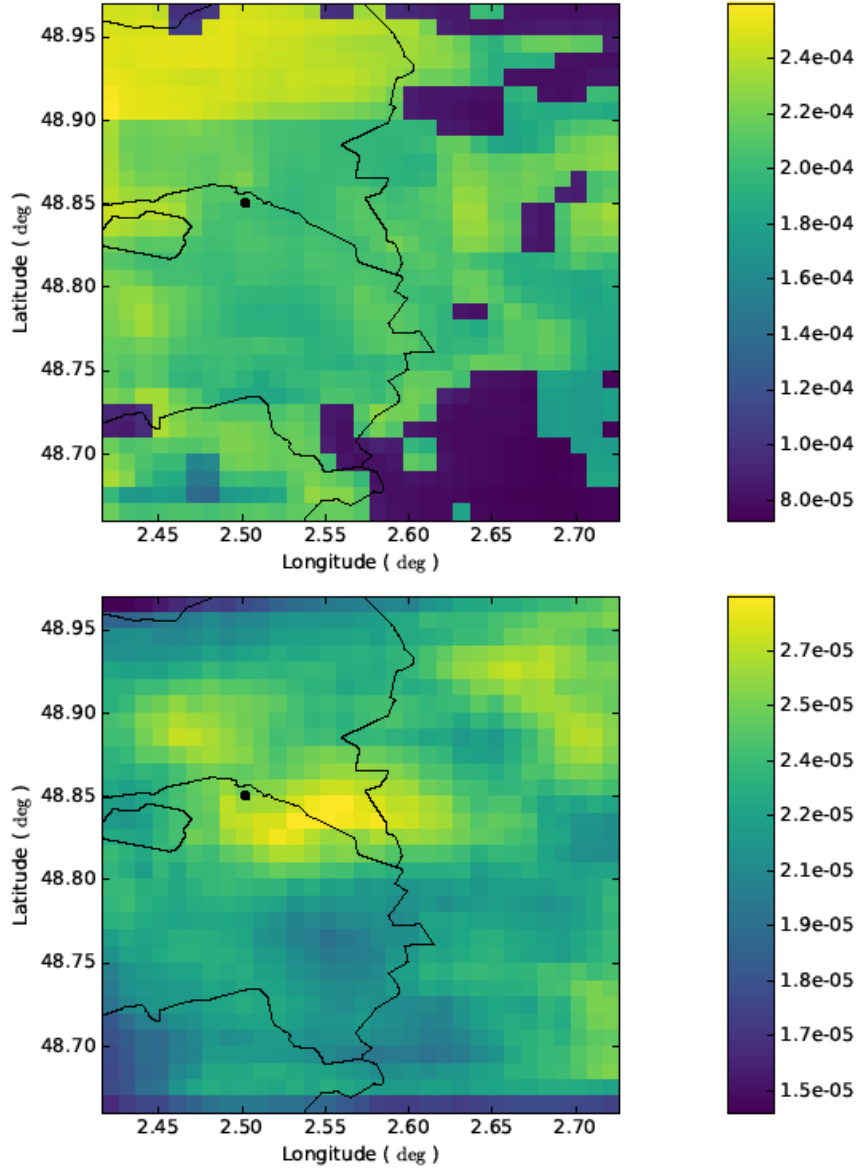 48.95
48.90
48.85
48.80
48.75
48.70
Latitude ( deg )
2.45 2.50 2.55 2.60 2.65 2.70
Longitude ( deg )
2.4e-04
2.2e-04
2.0e-04
1.8e-04
1.6e-04
1.4e-04
1.2e-04
1.0e-04
8.0e-05
48.95
48.90
48.85
48.80
48.75
48.70
Latitude ( deg )
2.45 2.50 2.55 2.60 2.65 2.70
Longitude ( deg )
2.7e-05
2.5e-05
2.4e-05
2.2e-05
2.1e-05
1.9e-05
1.8e-05
1.7e-05
1.5e-05